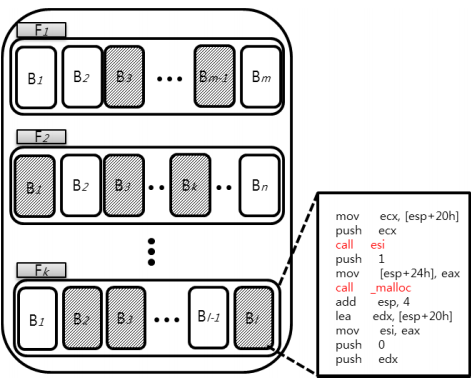 F1
B1 B2 B3 ••• Bm-1 Bm
F2
B1 B2 B3 •• Bk •• Bn
Fk
B1 B2 B3 ••• Bl-1 Bl
mov ecx, [esp+20h]
push ecx
call esi
push 1
mov [esp+24h], eax
call _malloc
add esp, 4
lea edx, [esp+20h]
mov esi, eax
push 0
push edx